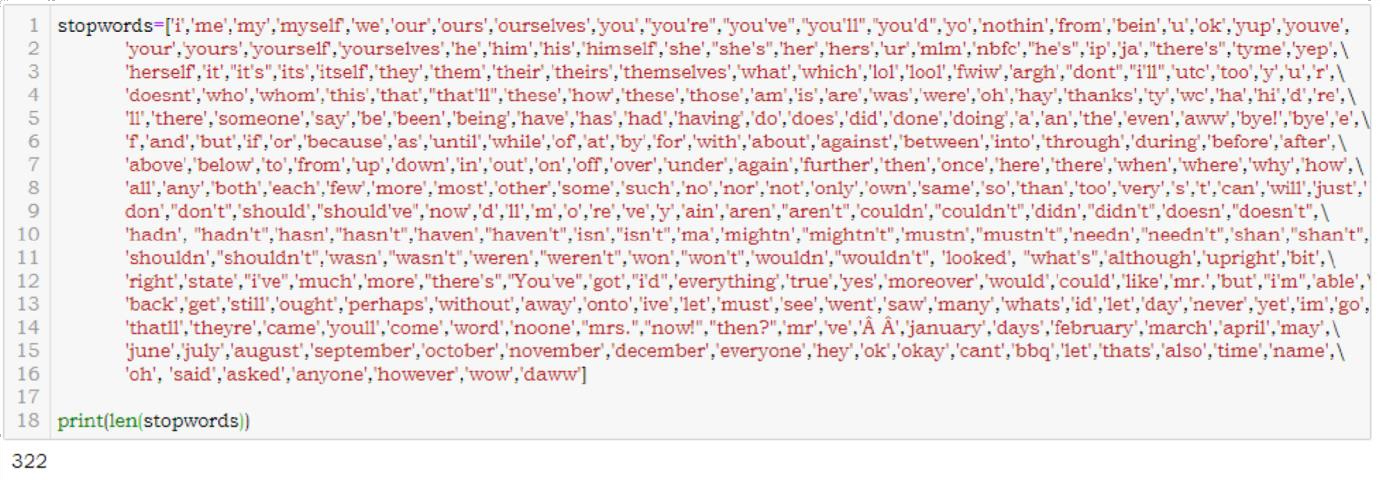 1 stopwords=['i','me','my','myself','we','our','ours','ourselves','you',"you're","you've","you'll","you'd",'yo','nothin','from','bein','u','ok','yup','youve',
2 'your','yours','yourself','yourselves','he','him','his','himself','she',"she's",'her','hers','ur','mlm','nbfc',"he's",'ip','ja',"there's",'tyme','yep',\
3 'herself','it',"it's",'its','itself','they','them','their','theirs','themselves','what','which','lol','lool','fwiw','argh',"dont","i'll",'utc','too','y','u','r',\
4 'doesnt','who','whom','this','that',"that'll",'these','how','these','those','am','is','are','was','were','oh','hay','thanks','ty','wc','ha','hi','d','re',\
5 'll','there','someone','say','be','been','being','have','has','had','having','do','does','did','done','doing','a','an','the','even','aww','bye!','bye','e',\
6 'f','and','but','if','or','because','as','until','while','of','at','by','for','with','about','against','between','into','through','during','before','after',\
7 'above','below','to','from','up','down','in','out','on','off','over','under','again','further','then','once','here','there','when','where','why','how',\
8 'all','any','both','each','few','more','most','other','some','such','no','nor','not','only','own','same','so','than','too','very','s','t','can','will','just','
9 don',"don't",'should',"should've",'now','d','ll','m','o','re','ve','y','ain','aren',"aren't",'couldn',"couldn't",'didn',"didn't",'doesn',"doesn't",\
10 'hadn', "hadn't",'hasn',"hasn't",'haven',"haven't",'isn',"isn't",'ma','mightn',"mightn't",'mustn',"mustn't",'needn',"needn't",'shan',"shan't",
11 'shouldn',"shouldn't",'wasn',"wasn't",'weren',"weren't",'won',"won't",'wouldn',"wouldn't", 'looked', "what's",'although','upright','bit',\
12 'right','state',"i've",'much','more',"there's","You've",'got',"i'd",'everything','true','yes','moreover','would','could','like','mr.','but',"i'm",'able',\
13 'back','get','still','ought','perhaps','without','away','onto','ive','let','must','see','went','saw','many','whats','id','let','day','never','yet','im','go',
14 'thatll','theyre','came','youll','come','word','noone',"mrs.","now!","then?",'mr','ve','Â Â','january','days','february','march','april','may',\
15 'june','july','august','september','october','november','december','everyone','hey','ok','okay','cant','bbq','let','thats','also','time','name',\
16 'oh', 'said','asked','anyone','however','wow','daww']
17
18 print(len(stopwords))
322